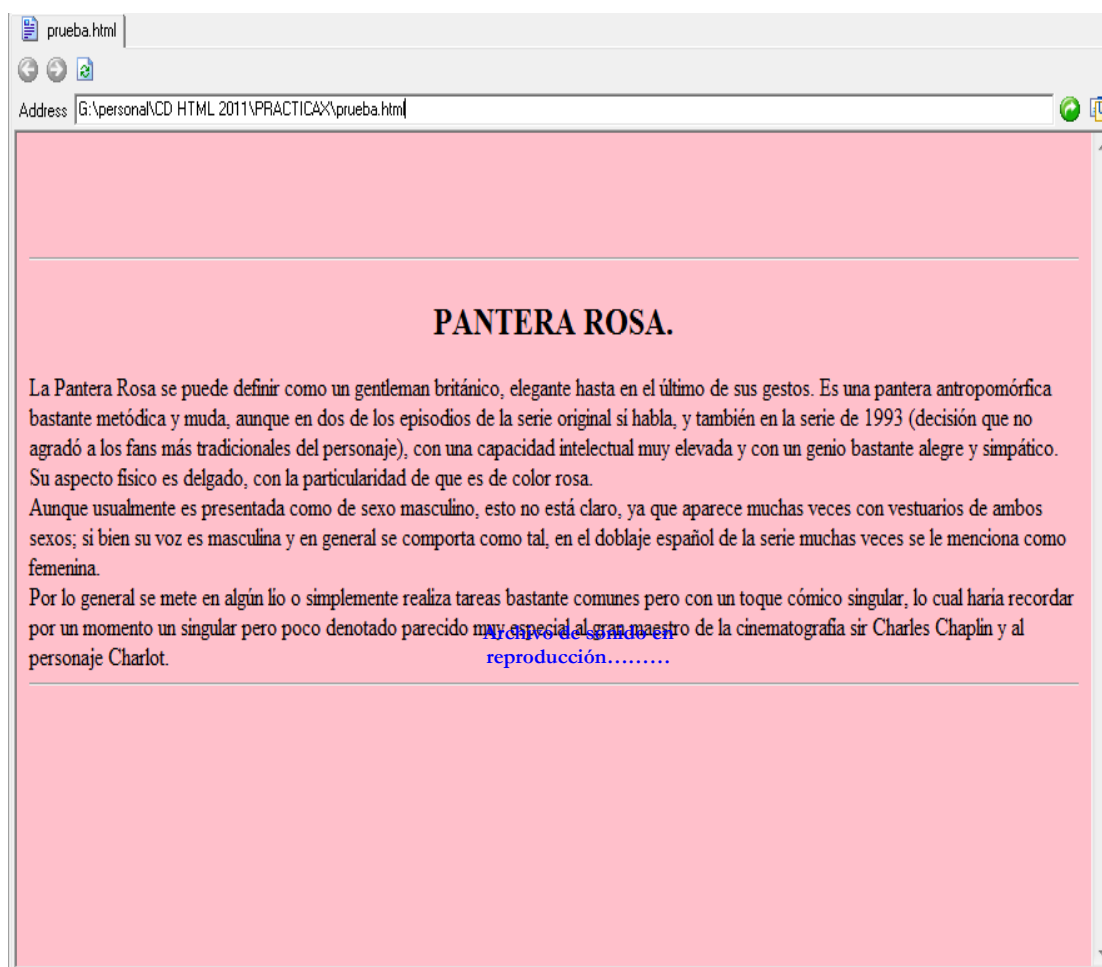 prueba.html
Address G:\personal\CD HTML 2011\PRACTICAX\prueba.html
PANTERA ROSA.
La Pantera Rosa se puede definir como un gentleman británico, elegante hasta en el último de sus gestos. Es una pantera antropomórfica
bastante metódica y muda, aunque en dos de los episodios de la serie original si habla, y también en la serie de 1993 (decisión que no
agradó a los fans más tradicionales del personaje), con una capacidad intelectual muy elevada y con un genio bastante alegre y simpático.
Su aspecto físico es delgado, con la particularidad de que es de color rosa.
Aunque usualmente es presentada como de sexo masculino, esto no está claro, ya que aparece muchas veces con vestuarios de ambos
sexos; si bien su voz es masculina y en general se comporta como tal, en el doblaje español de la serie muchas veces se le menciona como
femenina.
Por lo general se mete en algún lío o simplemente realiza tareas bastante comunes pero con un toque cómico singular, lo cual haría recordar
por un momento un singular pero poco denotado parecido muy especial al gran maestro de la cinematografía sir Charles Chaplin y al
personaje Charlot.
Archivo de sonido en
reproducción………